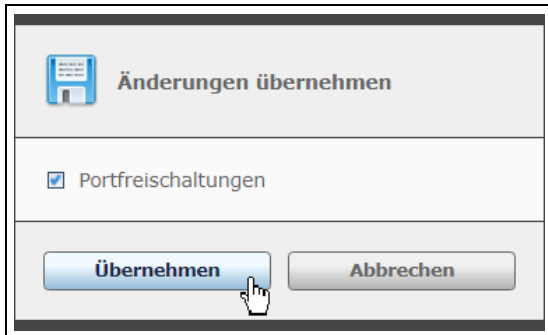 Änderungen übernehmen
Portfreischaltungen
Übernehmen
Abbrechen